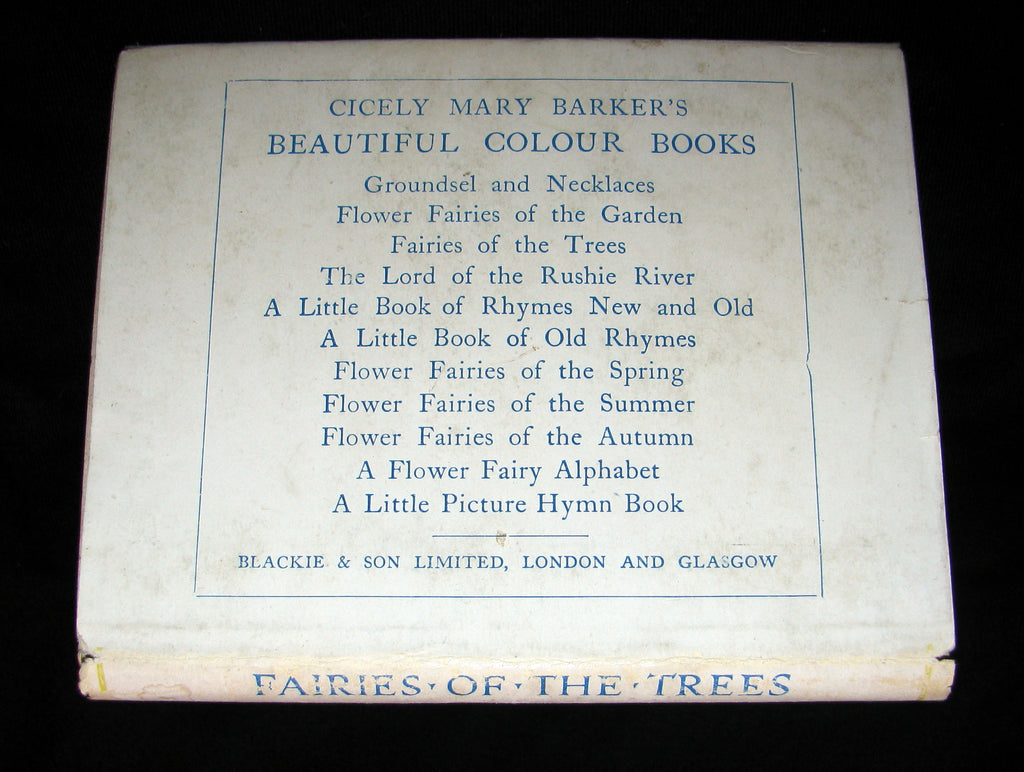 CICELY MARY BARKER'S
BEAUTIFUL COLOUR BOOKS
Groundsel and Necklaces
Flower Fairies of the Garden
Fairies of the Trees
The Lord of the Rushie River
A Little Book of Rhymes New and Old
A Little Book of Old Rhymes
Flower Fairies of the Spring
Flower Fairies of the Summer
Flower Fairies of the Autumn
A Flower Fairy Alphabet
A Little Picture Hymn Book
BLACKIE & SON LIMITED, LONDON AND GLASGOW
FAIRIES·OF·THE·TREES